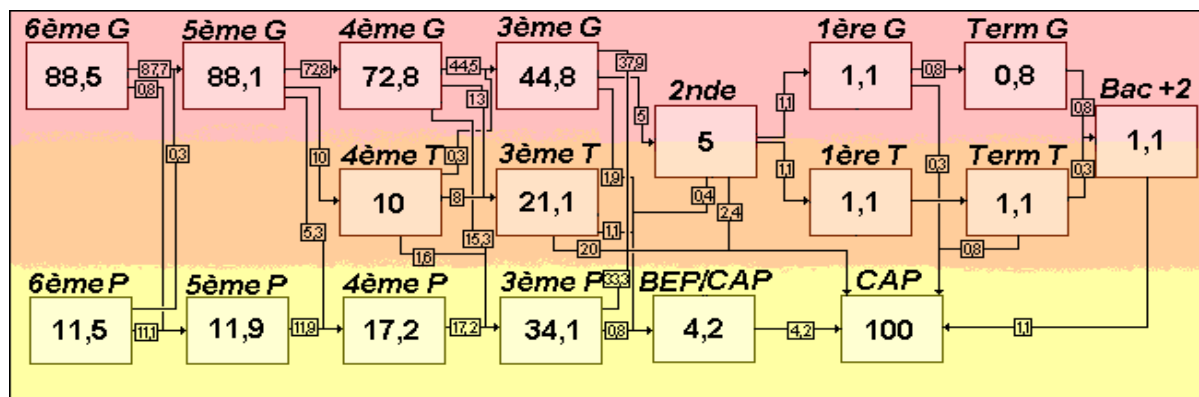 6ème G 5ème G 4ème G 3ème G 1ère G Term G
88,5 87,7 88,1 72,8 72,8 44,5 44,8 37,9 1,1 0,8 0,8
0,8 13 2nde 5 1,1 0,8 Bac +2
0,3 10 4ème T 0,3 3ème T 5 1,1 1ère T 0,3 Term T 0,3 1,1
10 8 21,1 1,9 0,4 2,4 1,1 1,1
5,3 1,6 15,3 1,1 20 0,8
6ème P 5ème P 4ème P 3ème P 33,3 BEP/CAP CAP
11,5 11,1 11,9 11,9 17,2 17,2 34,1 0,8 4,2 4,2 100 1,1